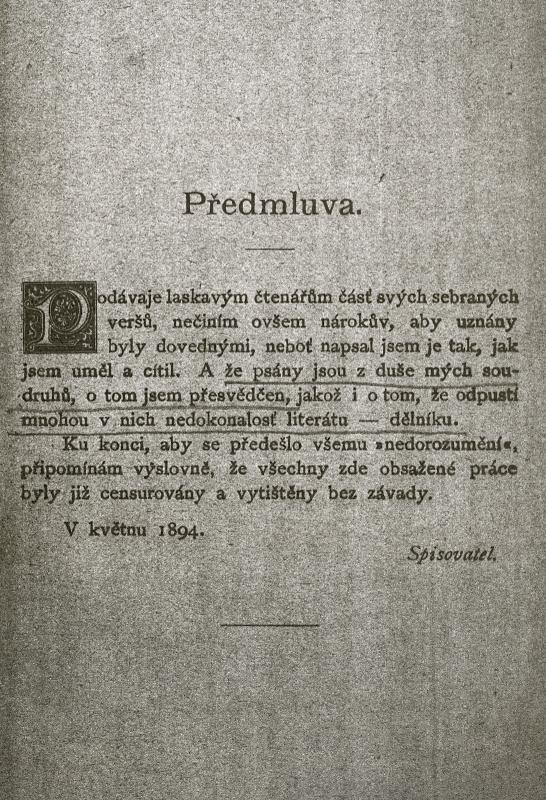 Předmluva.
Podávaje laskavým čtenářům část svých sebraných
veršů, nečiním ovšem nárokův, aby uznány
byly dovednými, neboť napsal jsem je tak, jak
jsem uměl a cítil. A že psány jsou z duše mých sou-
druhů, o tom jsem přesvědčen, jakož i o tom, že odpustí
mnohou v nich nedokonalosť literátu — dělníku.
Ku konci, aby se předešlo všemu »nedorozumění«,
připomínám výslovně, že všechny zde obsažené práce
byly již censurovány a vytištěny bez závady.
V květnu 1894.
Spisovatel.